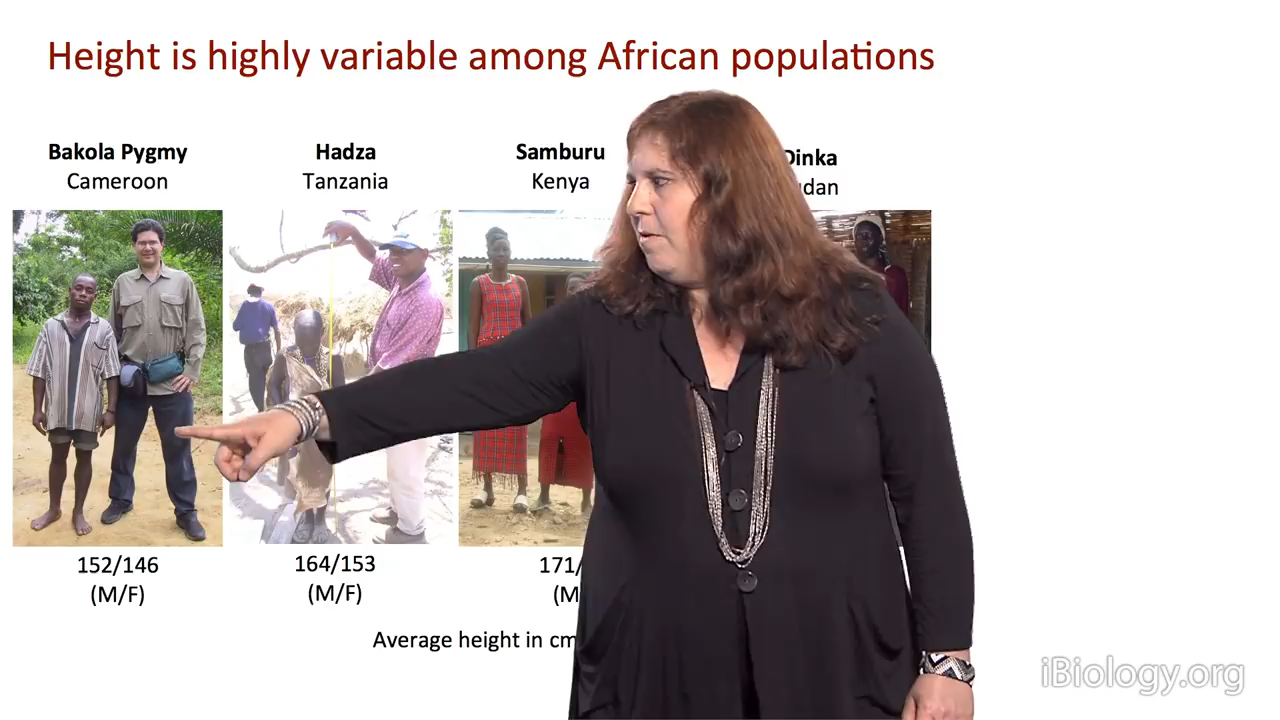 Height is highly variable among African populations
Bakola Pygmy
Cameroon
Hadza
Tanzania
Samburu
Kenya
Dinka
152/146
(M/F)
164/153
(M/F)
171/
(M
Average height in cm
iBiology.org